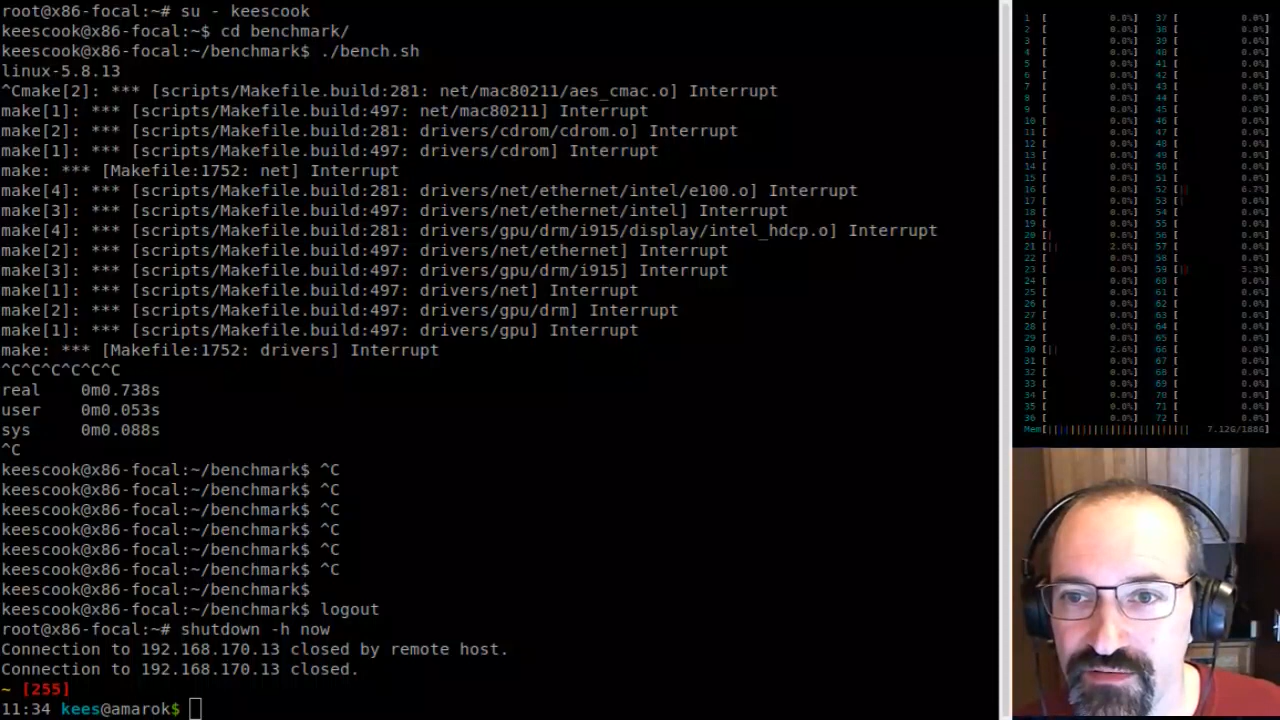 root@x86-focal:~# su - keescook
keescook@x86-focal:~$ cd benchmark/
keescook@x86-focal:~/benchmark$ ./bench.sh
linux-5.8.13
^Cmake[2]: *** [scripts/Makefile.build:281: net/mac80211/aes_cmac.o] Interrupt
make[1]: *** [scripts/Makefile.build:497: net/mac80211] Interrupt
make[2]: *** [scripts/Makefile.build:281: drivers/cdrom/cdrom.o] Interrupt
make[1]: *** [scripts/Makefile.build:497: drivers/cdrom] Interrupt
make: *** [Makefile:1752: net] Interrupt
make[4]: *** [scripts/Makefile.build:281: drivers/net/ethernet/intel/e100.o] Interrupt
make[3]: *** [scripts/Makefile.build:497: drivers/net/ethernet/intel] Interrupt
make[4]: *** [scripts/Makefile.build:281: drivers/gpu/drm/i915/display/intel_hdcp.o] Interrupt
make[2]: *** [scripts/Makefile.build:497: drivers/net/ethernet] Interrupt
make[3]: *** [scripts/Makefile.build:497: drivers/gpu/drm/i915] Interrupt
make[1]: *** [scripts/Makefile.build:497: drivers/net] Interrupt
make[2]: *** [scripts/Makefile.build:497: drivers/gpu/drm] Interrupt
make[1]: *** [scripts/Makefile.build:497: drivers/gpu] Interrupt
make: *** [Makefile:1752: drivers] Interrupt
^C^C^C^C^C^C
real 0m0.738s
user 0m0.053s
sys 0m0.088s
^C
keescook@x86-focal:~/benchmark$ ^C
keescook@x86-focal:~/benchmark$ ^C
keescook@x86-focal:~/benchmark$ ^C
keescook@x86-focal:~/benchmark$ ^C
keescook@x86-focal:~/benchmark$ ^C
keescook@x86-focal:~/benchmark$ ^C
keescook@x86-focal:~/benchmark$
keescook@x86-focal:~/benchmark$ logout
root@x86-focal:~# shutdown -h now
Connection to 192.168.170.13 closed by remote host.
Connection to 192.168.170.13 closed.
~ [255]
11:34 kees@amarok$
Mem[ 7.12G/188G]